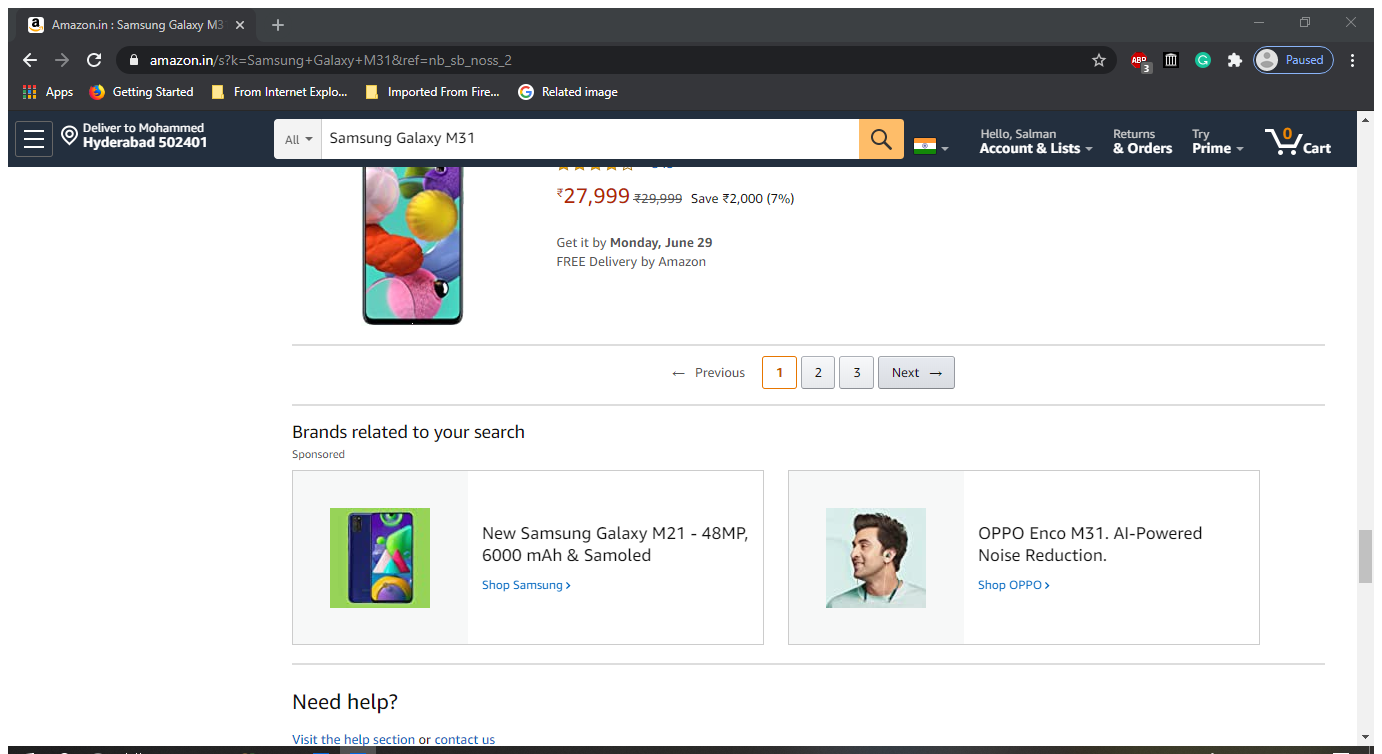 Amazon.in : Samsung Galaxy M3
amazon.in/s?k=Samsung+Galaxy+M31&ref=nb_sb_noss_2
ABP
3
G
Paused
Apps
Getting Started
From Internet Explo...
Imported From Fire...
Related image
Deliver to Mohammed
Hyderabad 502401
All
Samsung Galaxy M31
Hello, Salman
Account & Lists
Returns
& Orders
Try
Prime
0
Cart
₹27,999 ₹29,999 Save ₹2,000 (7%)
Get it by Monday, June 29
FREE Delivery by Amazon
← Previous 1 2 3 Next →
Brands related to your search
Sponsored
New Samsung Galaxy M21 - 48MP,
6000 mAh & Samoled
Shop Samsung ›
OPPO Enco M31. AI-Powered
Noise Reduction.
Shop OPPO ›
Need help?
Visit the help section or contact us